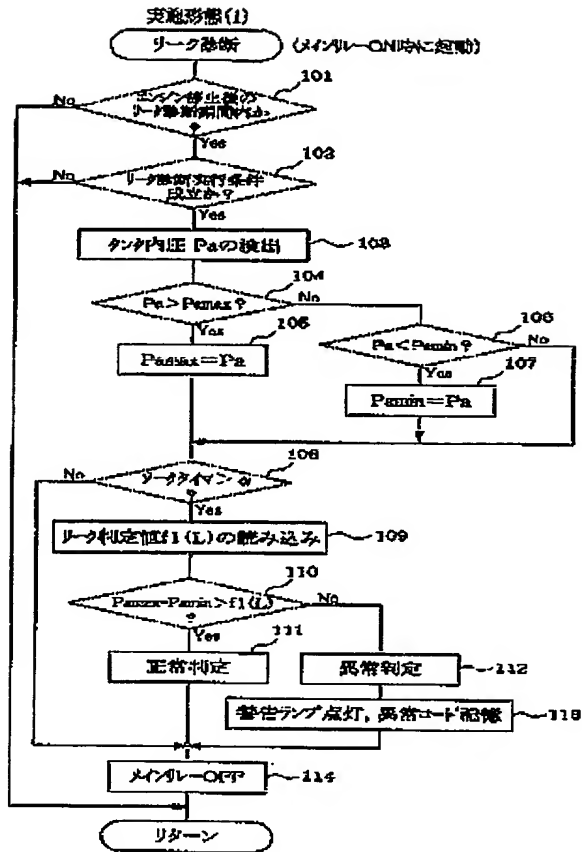 実施形態(1)
リーク診断
(メインリレーON時に起動)
101
No
エンジン停止後の
リーク診断期間内か
?
Yes
102
No
リーク診断実行条件
成立か?
Yes
タンク内圧 Paの検出
103
104
Pa>Pamax?
No
Yes
105
106
Pamax=Pa
Pa<Pamin?
No
Yes
107
Pamin=Pa
108
No
Yes
リーク判定値f1(L)の読み込み
109
110
Pamax-Pamin>f1(L)
?
No
Yes
111
正常判定
異常判定
112
警告ランプ点灯, 異常コード記憶
113
メインリレーOFF
114
リターン